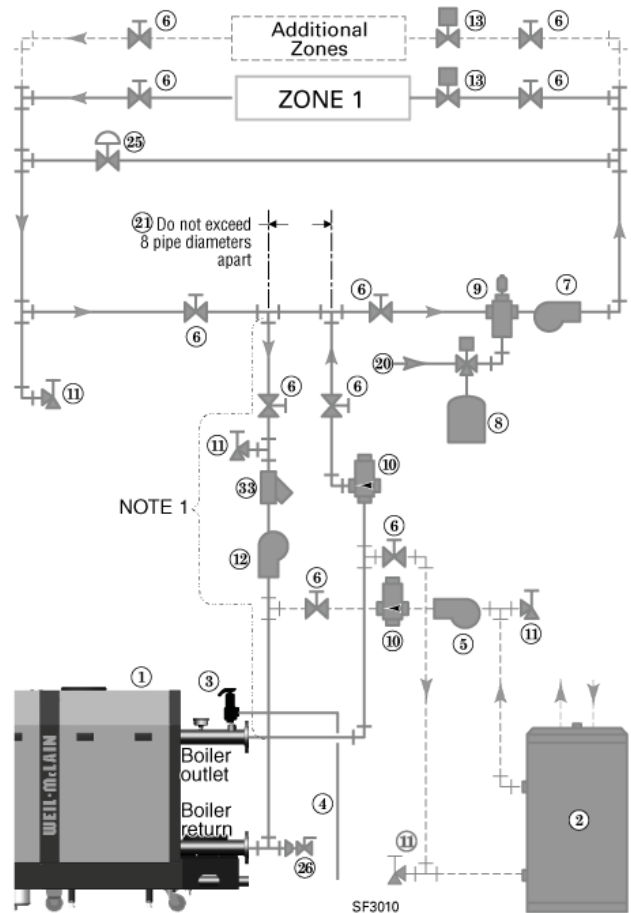 6
Additional
Zones
13
6
6
ZONE 1
13
6
25
21 Do not exceed
8 pipe diameters
apart
6
9
7
6
20
11
6
6
8
11
10
33
NOTE 1
6
12
6
10
5
11
1
3
WEIL-McLAIN
Boiler
outlet
Boiler
return
4
2
26
11
SF3010